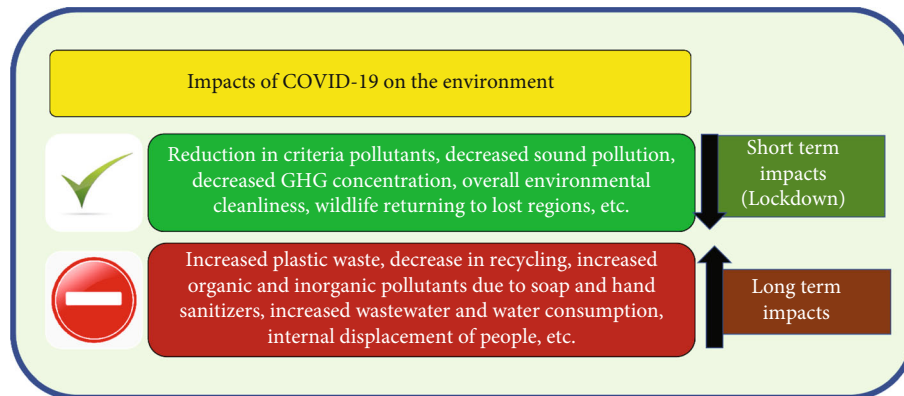 Impacts of COVID-19 on the environment
Reduction in criteria pollutants, decreased sound pollution,
decreased GHG concentration, overall environmental
cleanliness, wildlife returning to lost regions, etc.
Short term
impacts
(Lockdown)
Increased plastic waste, decrease in recycling, increased
organic and inorganic pollutants due to soap and hand
sanitizers, increased wastewater and water consumption,
internal displacement of people, etc.
Long term
impacts